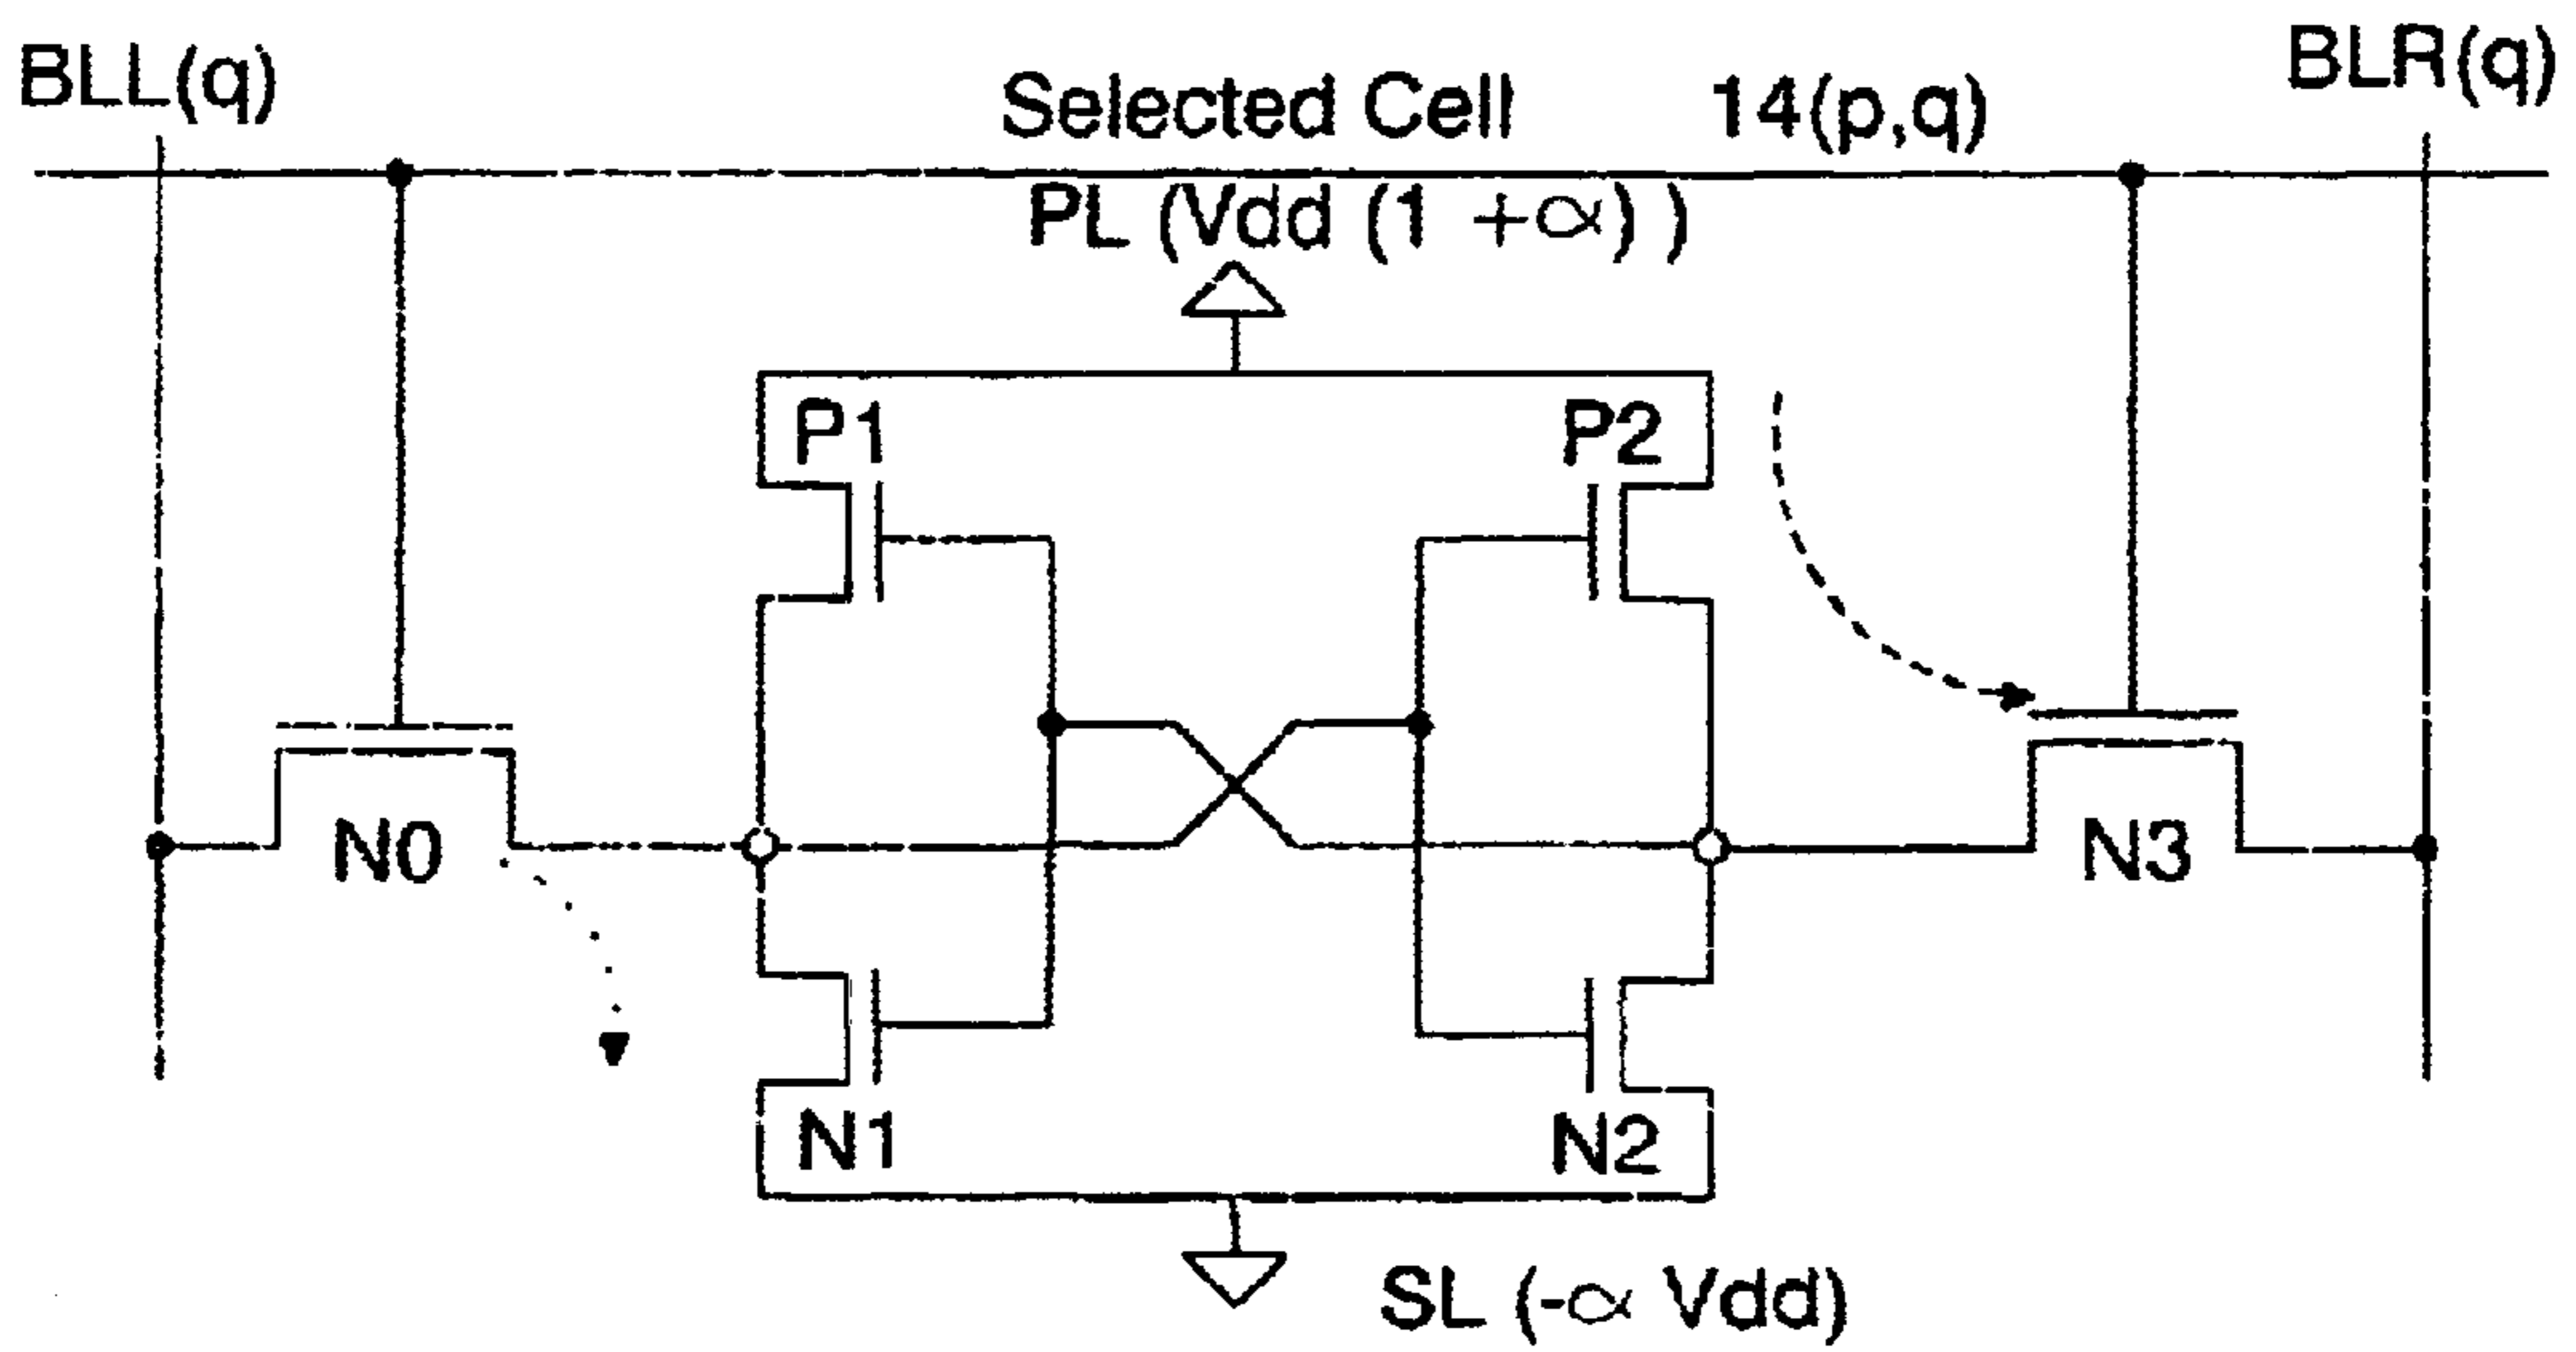 BLL(q)
BLR(q)
Selected Cell 14(p,q)
PL (Vdd (1 +α) )
P1
P2
N0
N3
N1
N2
SL (-α Vdd)